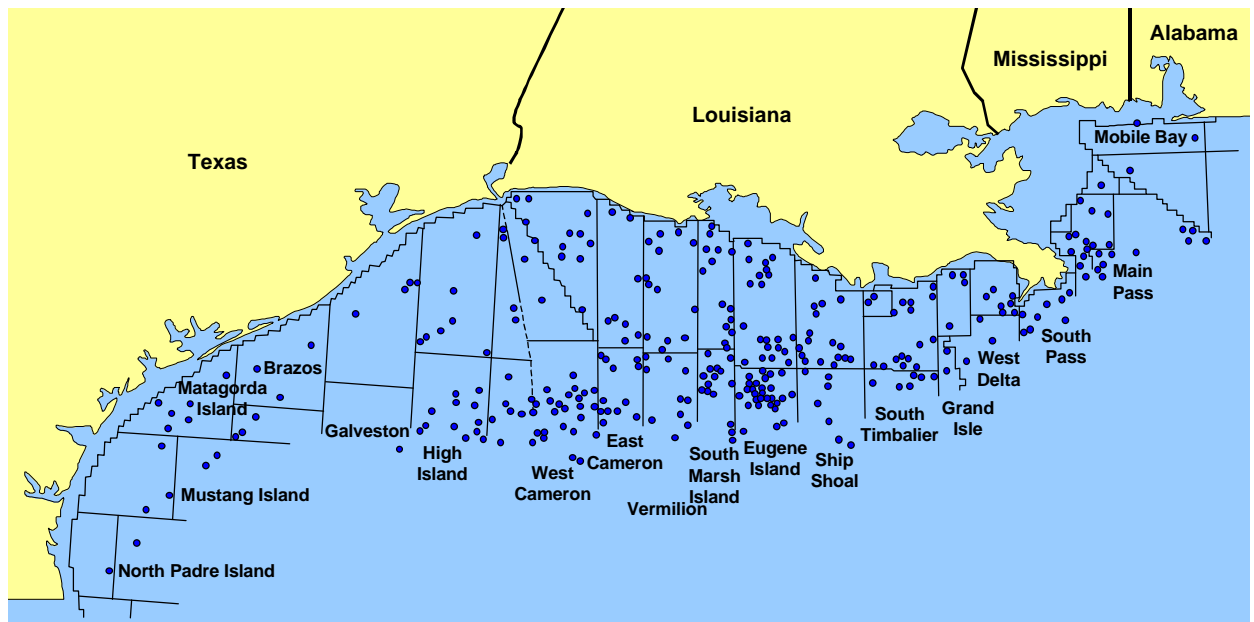 Alabama
Mississippi
Louisiana
Texas
Mobile Bay
Main
Pass
South
Pass
West
Delta
Brazos
Matagorda
Island
Grand
Isle
South
Timbalier
Galveston
High
Island
East
Cameron
Eugene
Island
South
Marsh
Island
Ship
Shoal
West
Cameron
Mustang Island
Vermilion
North Padre Island